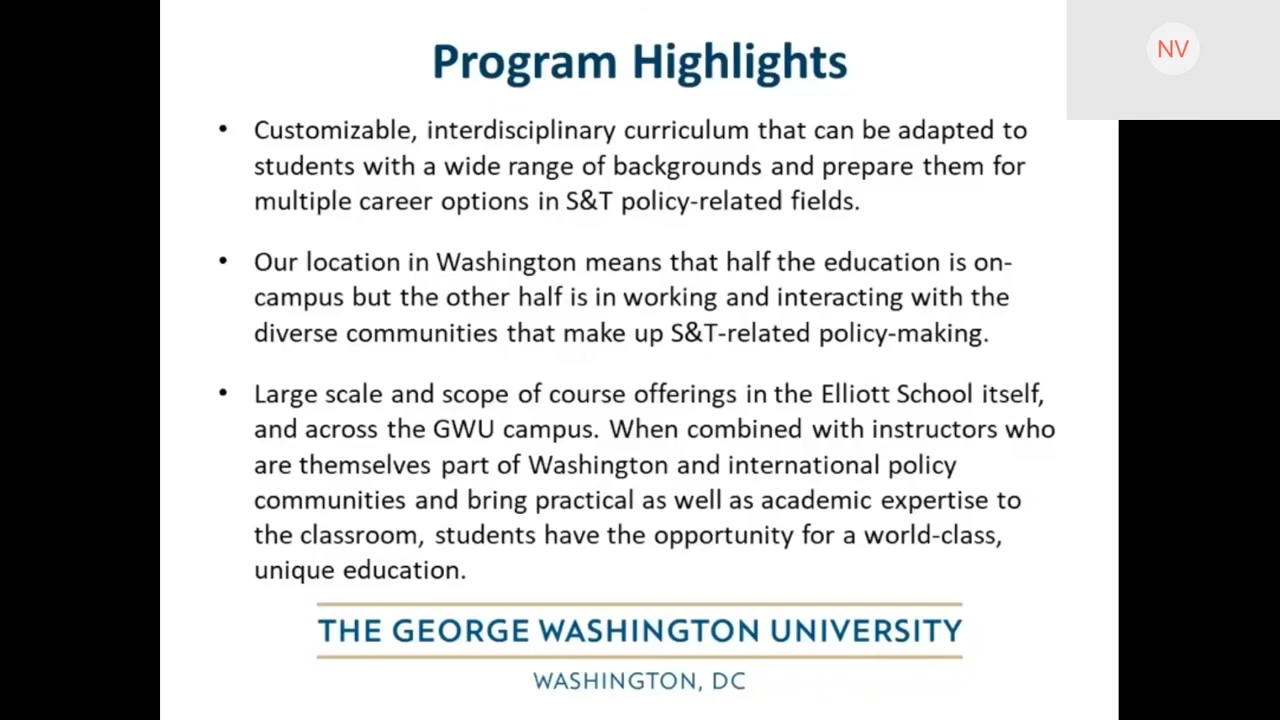 Program Highlights
NV
• Customizable, interdisciplinary curriculum that can be adapted to
students with a wide range of backgrounds and prepare them for
multiple career options in S&T policy-related fields.
• Our location in Washington means that half the education is on-
campus but the other half is in working and interacting with the
diverse communities that make up S&T-related policy-making.
• Large scale and scope of course offerings in the Elliott School itself,
and across the GWU campus. When combined with instructors who
are themselves part of Washington and international policy
communities and bring practical as well as academic expertise to
the classroom, students have the opportunity for a world-class,
unique education.
THE GEORGE WASHINGTON UNIVERSITY
WASHINGTON, DC